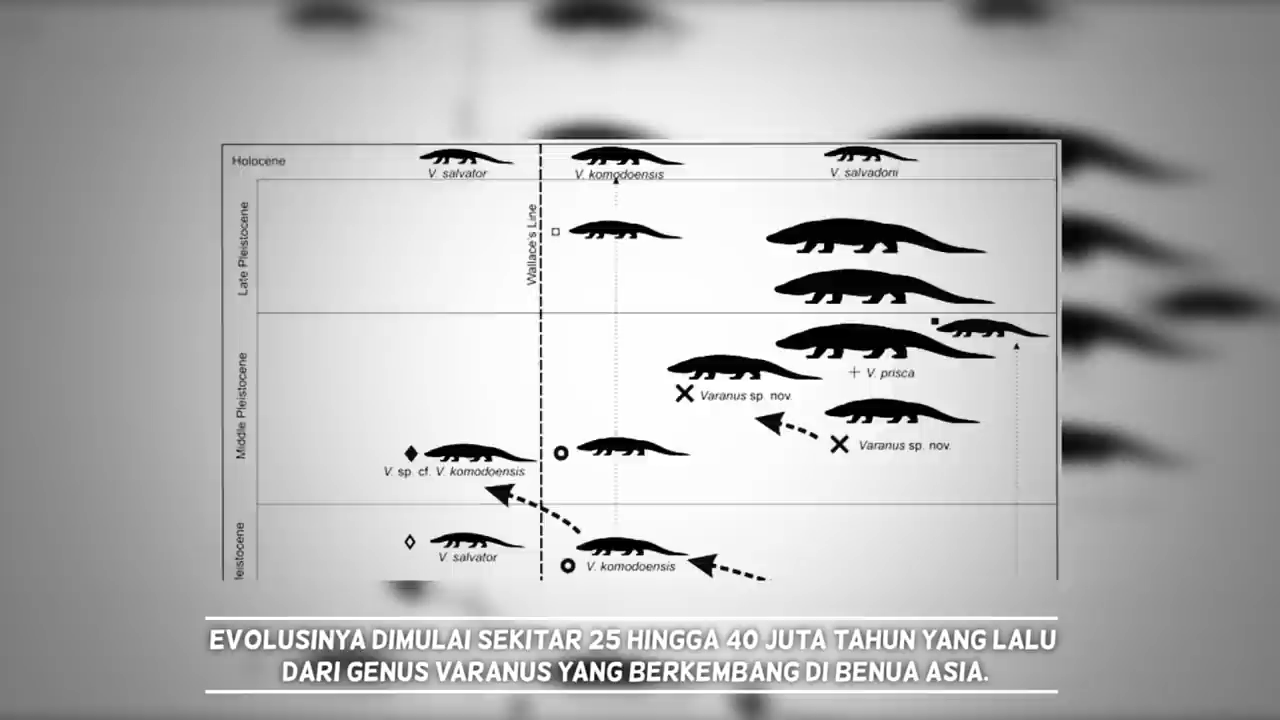 Holocene
V. salvator
V. komodoensis
V. salvadorii
Late Pleistocene
Wallace's Line
Middle Pleistocene
+ V. prisca
Varanus sp. nov.
Varanus sp. nov.
V. sp. cf. V. komodoensis
leistocene
V. salvator
V. komodoensis
EVOLUSINYA DIMULAI SEKITAR 25 HINGGA 40 JUTA TAHUN YANG LALU
DARI GENUS VARANUS YANG BERKEMBANG DI BENUA ASIA.